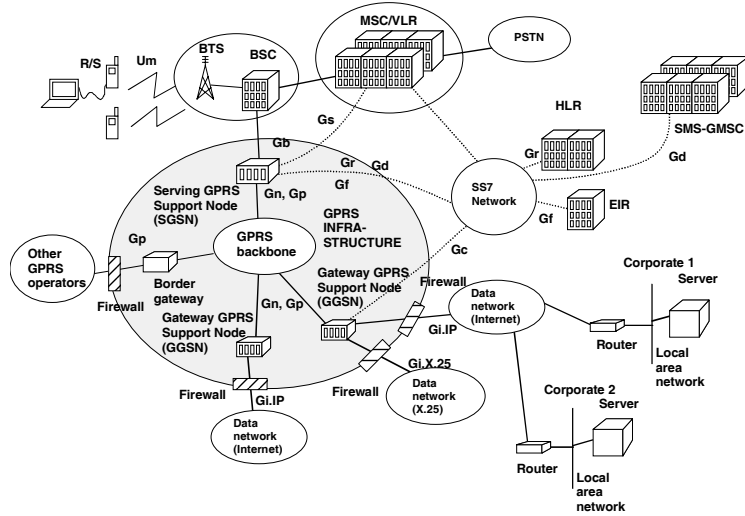 MSC/VLR
PSTN
BTS
BSC
R/S
Um
HLR
SMS-GMSC
Gs
Gb
Gr
Gd
Gr
Gd
Gn, Gp
Gf
SS7
Network
Serving GPRS
Support Node
(SGSN)
GPRS
INFRA-
STRUCTURE
Gf
EIR
Gp
GPRS
backbone
Gc
Other
GPRS
operators
Border
gateway
Gateway GPRS
Support Node
(GGSN)
Firewall
Corporate 1
Server
Firewall
Gn, Gp
Data
network
(Internet)
Gateway GPRS
Support Node
(GGSN)
Gi.IP
Router
Local
area
network
Gi.X.25
Firewall
Firewall
Gi.IP
Data
network
(X.25)
Corporate 2
Server
Data
network
(Internet)
Router
Local
area
network